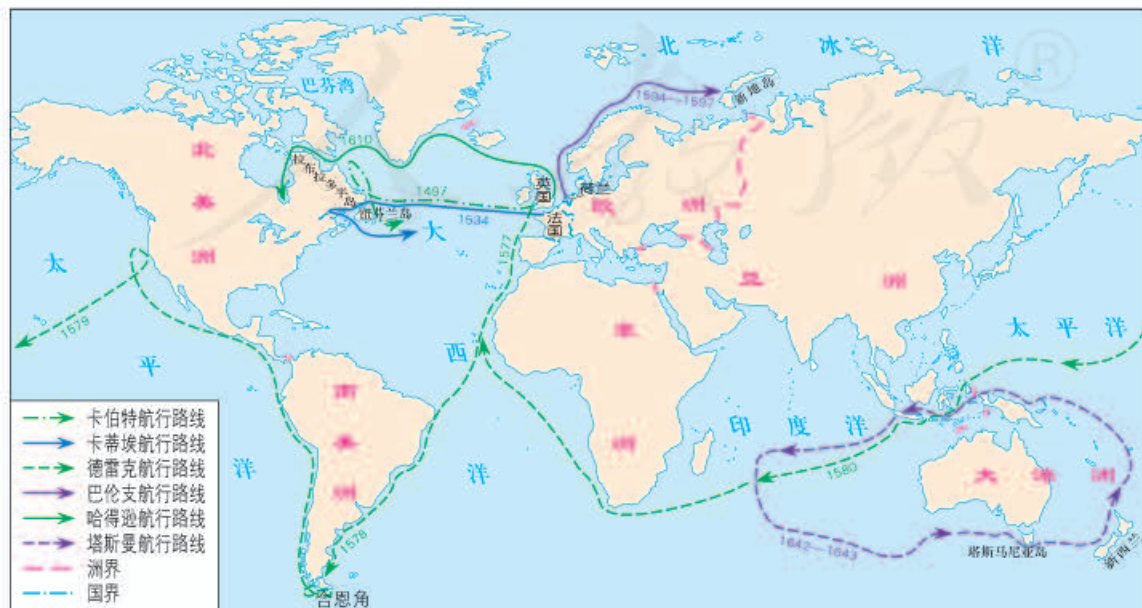 北 冰 洋
巴芬湾
新地岛
1594—1597
1610
北美洲
拉布拉多半岛
英国
荷兰
欧 洲
1497
纽芬兰岛
1534
法国
大
1577
亚 洲
太
1579
太 平 洋
平
西
非
南美洲
印 度 洋
洲
洋
洋
1580
大 洋 洲
1578
1642—1643
塔斯马尼亚岛
新西兰
合恩角
卡伯特航行路线
卡蒂埃航行路线
德雷克航行路线
巴伦支航行路线
哈得逊航行路线
塔斯曼航行路线
洲界
国界